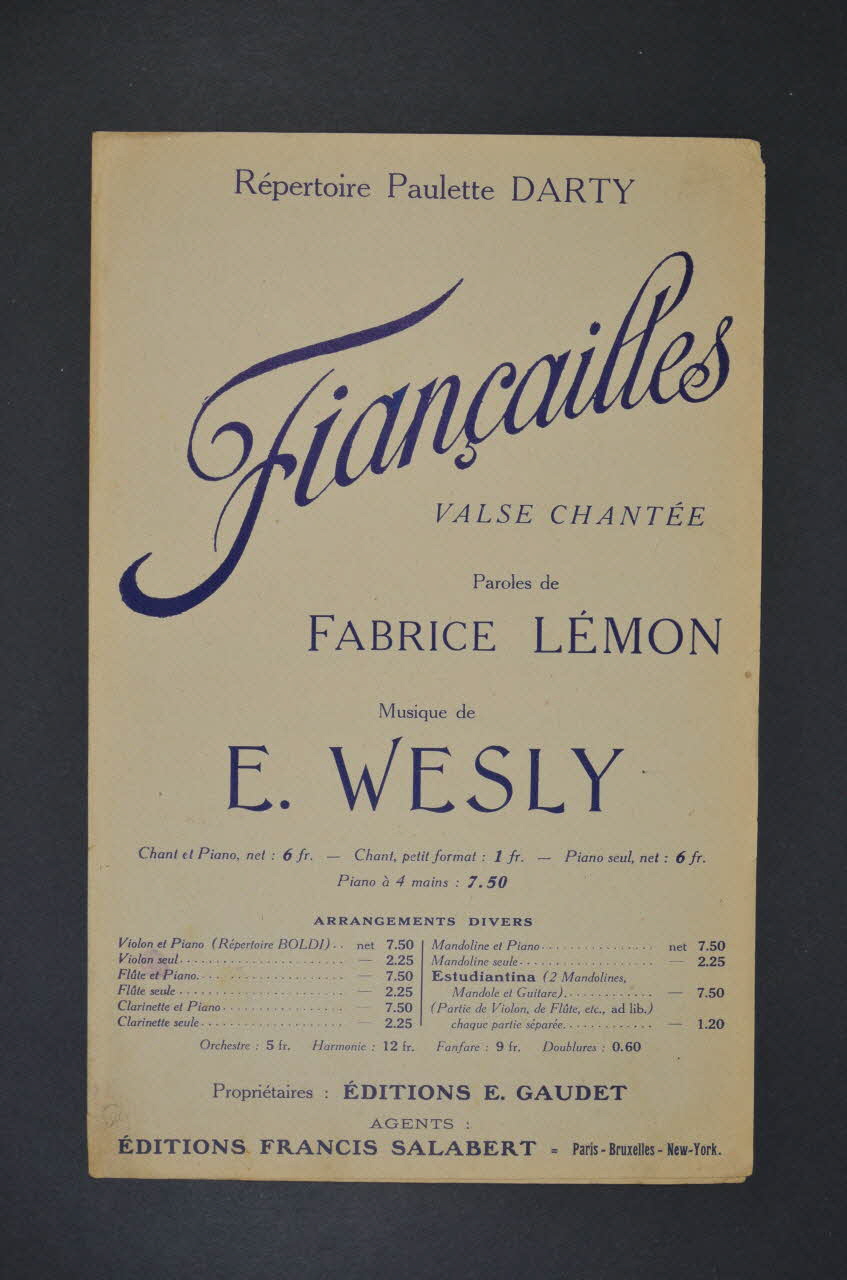 Répertoire Paulette DARTY
Fiançailles
VALSE CHANTÉE
Paroles de
FABRICE LÉMON
Musique de
E. WESLY
Chant et Piano, net : 6 fr. — Chant, petit format : 1 fr. — Piano seul, net : 6 fr.
Piano à 4 mains : 7.50
ARRANGEMENTS DIVERS
Violon et Piano (Répertoire BOLDI) . . net 7.50
Violon seul . . . — 2.25
Flûte et Piano. . . . — 7.50
Flûte seule . . . — 2.25
Clarinette et Piano . . . — 7.50
Clarinette seule . . . — 2.25
Mandoline et Piano . . . net 7.50
Mandoline seule . . . — 2.25
Estudiantina (2 Mandolines,
Mandole et Guitare) . . . — 7.50
(Partie de Violon, de Flûte, etc., ad lib.)
chaque partie séparée. . . . — 1.20
Orchestre : 5 fr. Harmonie : 12 fr. Fanfare : 9 fr. Doublures : 0.60
Propriétaires : ÉDITIONS E. GAUDET
AGENTS :
ÉDITIONS FRANCIS SALABERT = Paris - Bruxelles - New-York.